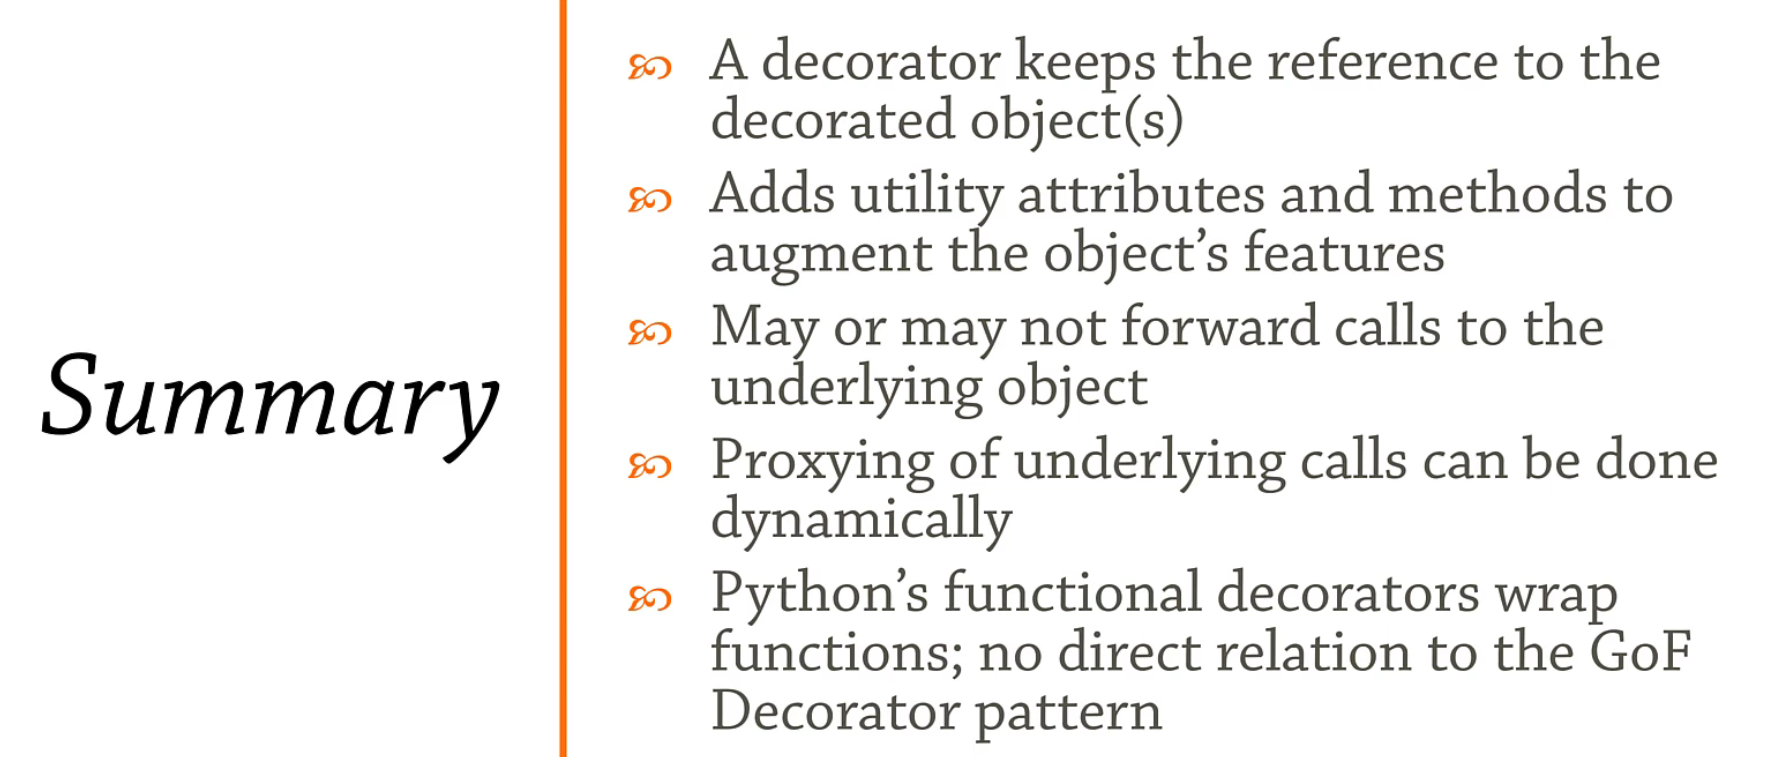 Summary
A decorator keeps the reference to the
decorated object(s)
Adds utility attributes and methods to
augment the object’s features
May or may not forward calls to the
underlying object
Proxying of underlying calls can be done
dynamically
Python’s functional decorators wrap
functions; no direct relation to the GoF
Decorator pattern